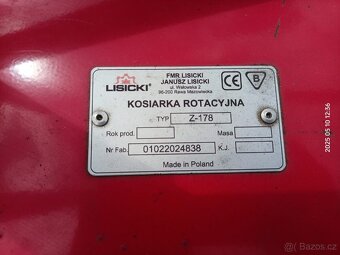 LISICKI
FMR LISICKI
JANUSZ LISICKI
ul. Wałowska 2
96-200 Rawa Mazowiecka
CE B
KOSIARKA ROTACYJNA
TYP Z-178
Rok prod. Masa
Nr Fab. 01022024838 K.J.
Made in Poland
2025 05 10 12 56
Bazos.cz